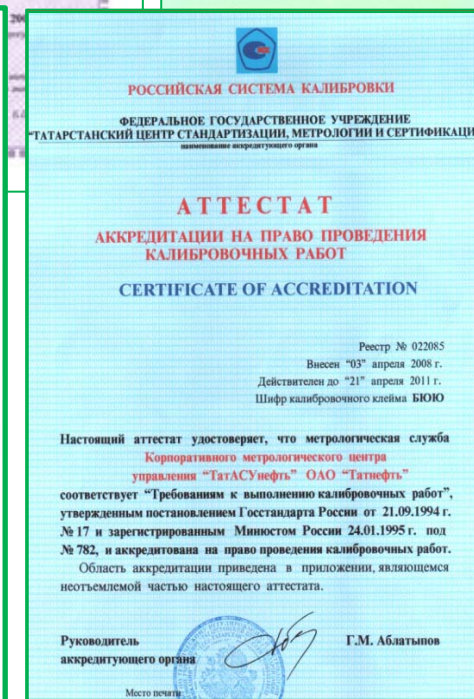 РОССИЙСКАЯ СИСТЕМА КАЛИБРОВКИ
ФЕДЕРАЛЬНОЕ ГОСУДАРСТВЕННОЕ УЧРЕЖДЕНИЕ
"ТАТАРСТАНСКИЙ ЦЕНТР СТАНДАРТИЗАЦИИ, МЕТРОЛОГИИ И СЕРТИФИКАЦИ
наименование аккредитующего органа
АТТЕСТАТ
АККРЕДИТАЦИИ НА ПРАВО ПРОВЕДЕНИЯ
КАЛИБРОВОЧНЫХ РАБОТ
CERTIFICATE OF ACCREDITATION
Реестр № 022085
Внесен "03" апреля 2008 г.
Действителен до "21" апреля 2011 г.
Шифр калибровочного клейма БЮЮ
Настоящий аттестат удостоверяет, что метрологическая служба
Корпоративного метрологического центра
управления "ТатАСУнефть" ОАО "Татнефть"
соответствует "Требованиям к выполнению калибровочных работ",
утвержденным постановлением Госстандарта России от 21.09.1994 г.
№ 17 и зарегистрированным Минюстом России 24.01.1995 г. под
№ 782, и аккредитована на право проведения калибровочных работ.
Область аккредитации приведена в приложении, являющемся
неотъемлемой частью настоящего аттестата.
Руководитель
аккредитующего органа
Г.М. Аблатыпов
Место печати